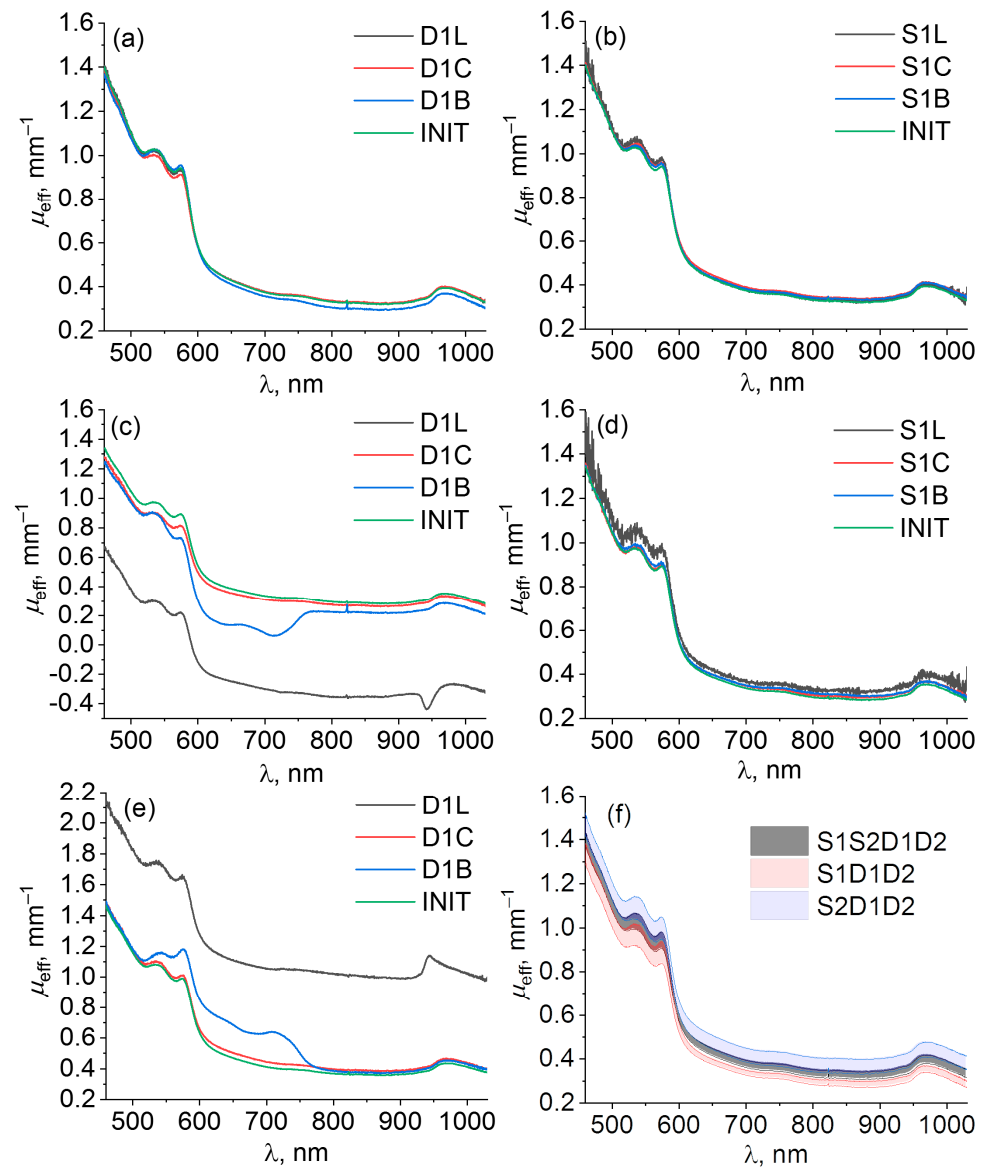 (a)
D1L
D1C
D1B
INIT
1.6
1.4
1.2
1.0
0.8
0.6
0.4
0.2
μeff, mm–1
500 600 700 800 900 1000
λ, nm
(b)
S1L
S1C
S1B
INIT
1.6
1.4
1.2
1.0
0.8
0.6
0.4
0.2
μeff, mm–1
500 600 700 800 900 1000
λ, nm
(c)
D1L
D1C
D1B
INIT
1.6
1.4
1.2
1.0
0.8
0.6
0.4
0.2
0.0
-0.2
-0.4
μeff, mm–1
500 600 700 800 900 1000
λ, nm
(d)
S1L
S1C
S1B
INIT
1.6
1.4
1.2
1.0
0.8
0.6
0.4
0.2
μeff, mm–1
500 600 700 800 900 1000
λ, nm
(e)
D1L
D1C
D1B
INIT
2.2
2.0
1.8
1.6
1.4
1.2
1.0
0.8
0.6
0.4
0.2
μeff, mm–1
500 600 700 800 900 1000
λ, nm
(f)
S1S2D1D2
S1D1D2
S2D1D2
1.6
1.4
1.2
1.0
0.8
0.6
0.4
0.2
μeff, mm–1
500 600 700 800 900 1000
λ, nm